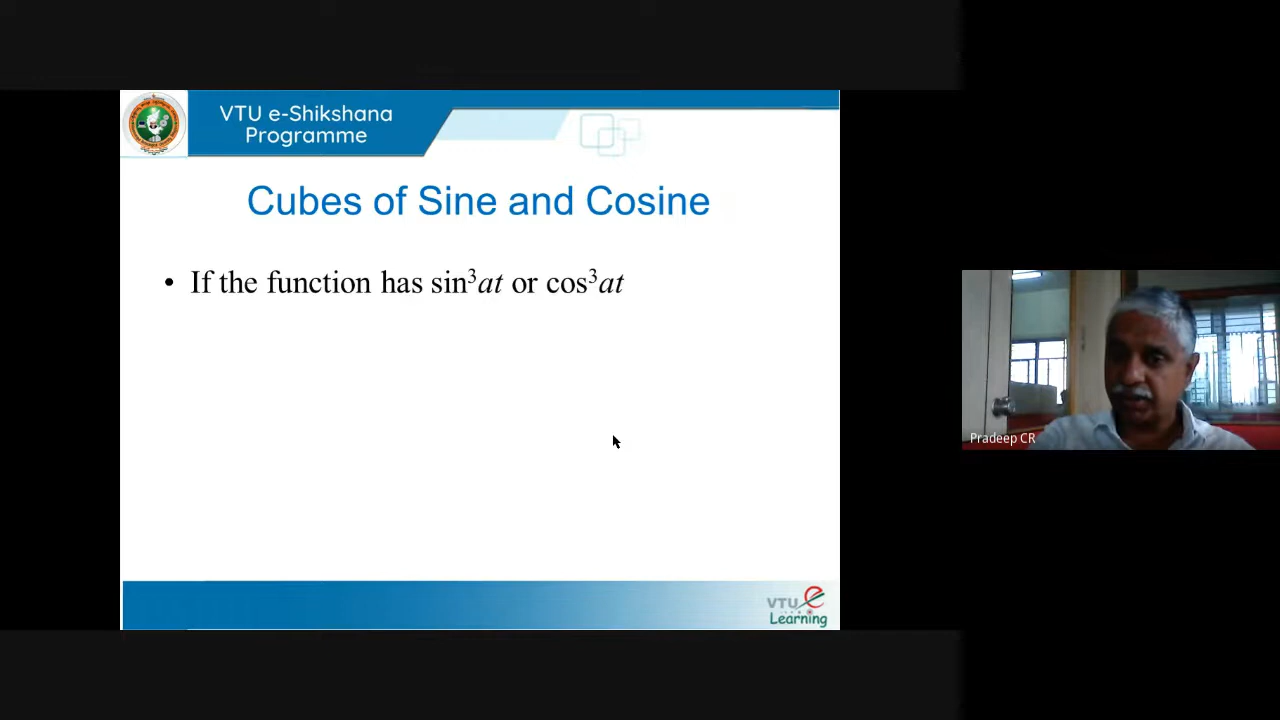 VTU e-Shikshana
Programme
Cubes of Sine and Cosine
• If the function has sin³at or cos³at
Pradeep CR
VTU e
Learning